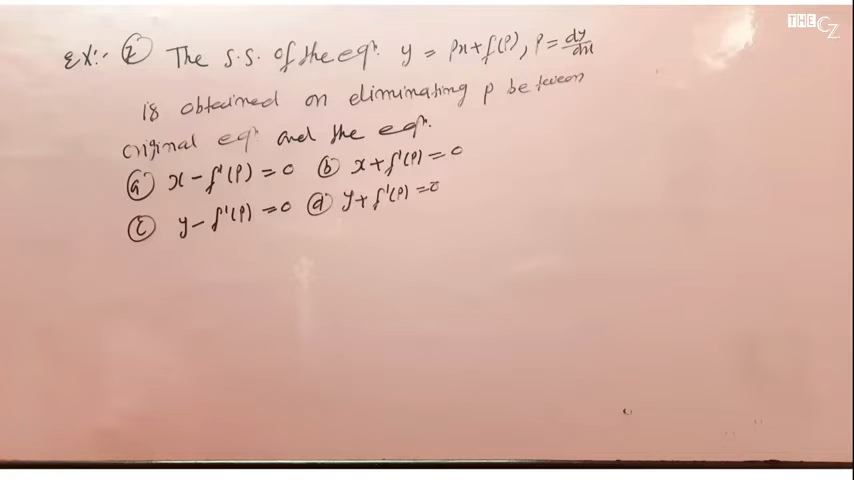 THE CZ
EX:- ② The S.S. of the eqn. y = px+f(p), p = dy/dx
is obtained on eliminating p between
original eqn and the eqn.
ⓐ x - f'(p) = 0 ⓑ x + f'(p) = 0
ⓒ y - f'(p) = 0 ⓓ y + f'(p) = 0